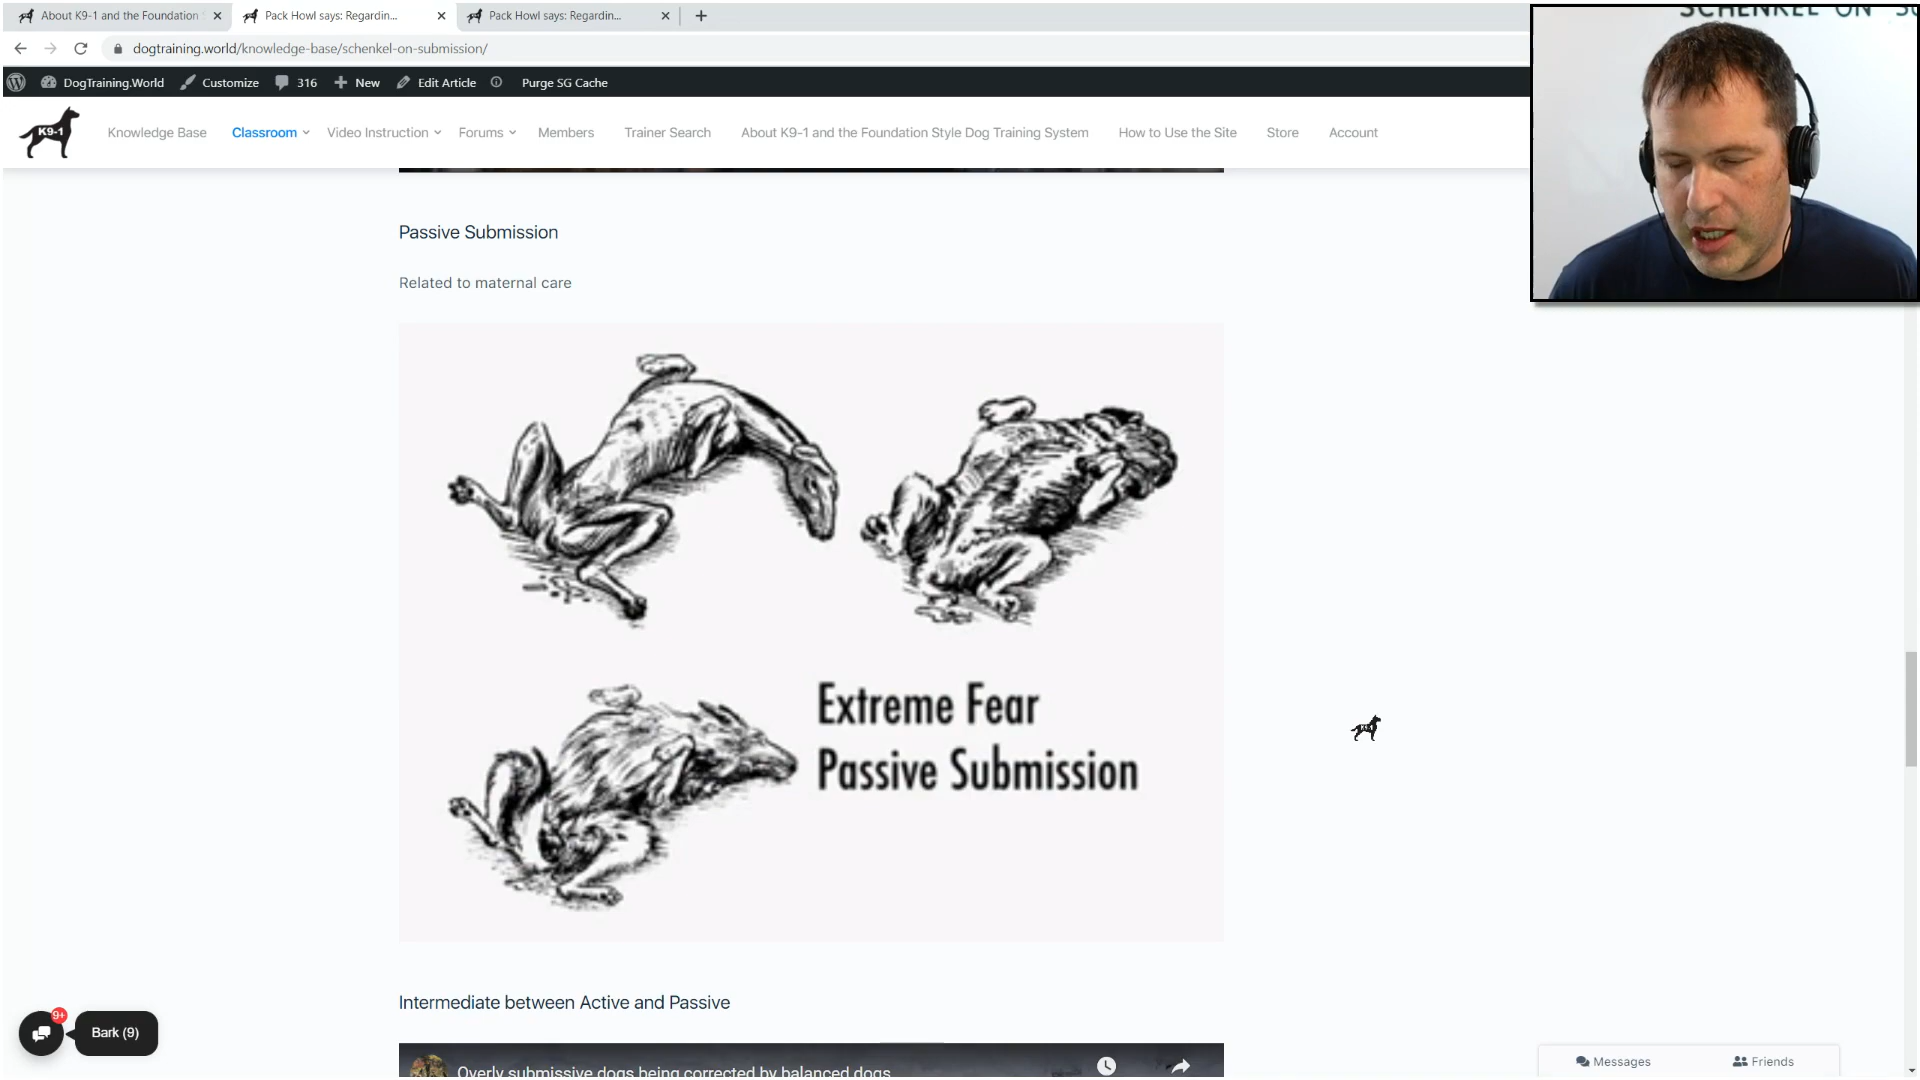 About K9-1 and the Foundation
Pack Howl says: Regardin...
Pack Howl says: Regardin...
dogtraining.world/knowledge-base/schenkel-on-submission/
DogTraining.World
Customize
316
New
Edit Article
Purge SG Cache
K9-1
Knowledge Base
Classroom
Video Instruction
Forums
Members
Trainer Search
About K9-1 and the Foundation Style Dog Training System
How to Use the Site
Store
Account
SCHENKEL ON
Passive Submission
Related to maternal care
Extreme Fear
Passive Submission
Intermediate between Active and Passive
Overly submissive dogs being corrected by balanced dogs
9+
Bark (9)
Messages
Friends